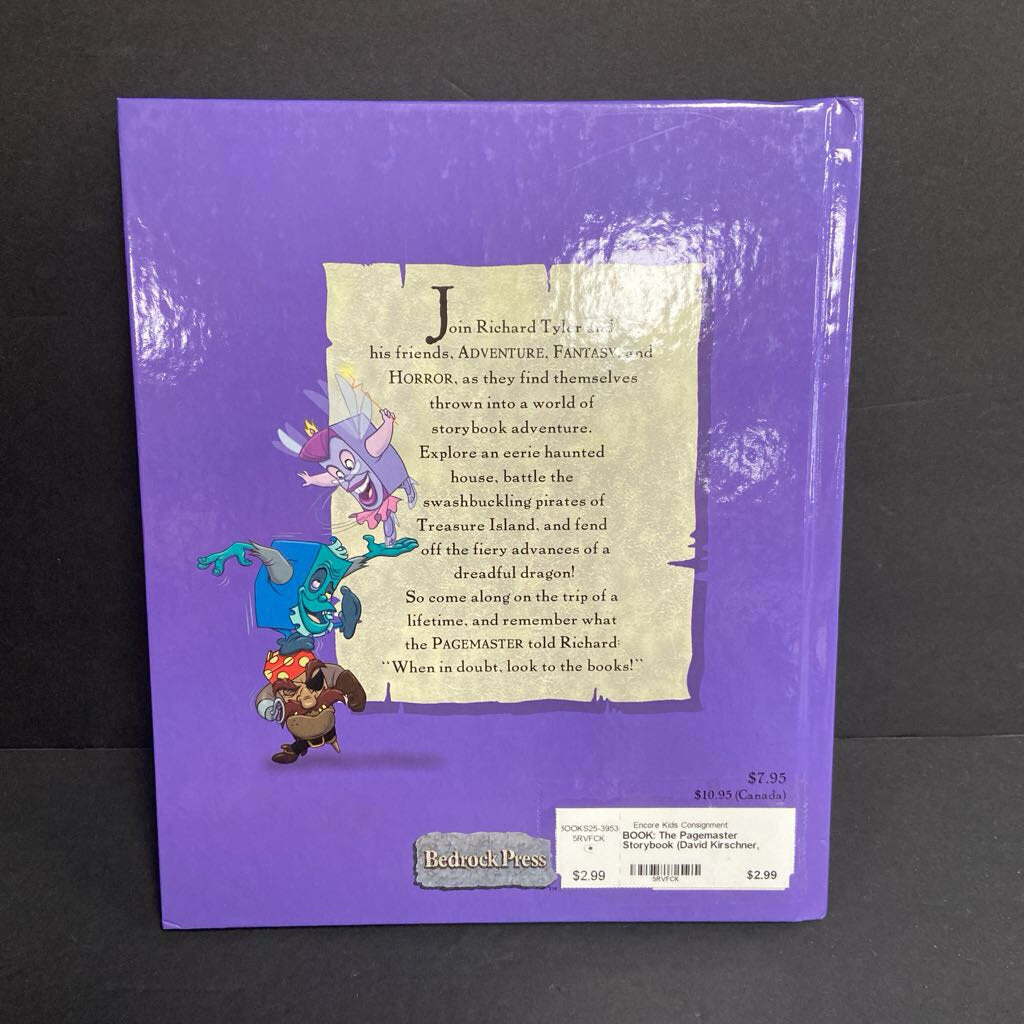 Join Richard Tyler and
his friends, ADVENTURE, FANTASY, and
HORROR, as they find themselves
thrown into a world of
storybook adventure.
Explore an eerie haunted
house, battle the
swashbuckling pirates of
Treasure Island, and fend
off the fiery advances of a
dreadful dragon!
So come along on the trip of a
lifetime, and remember what
the PAGEMASTER told Richard:
"When in doubt, look to the books!"
$7.95
$10.95 (Canada)
Bedrock Press
TM
BOOKS25-3953
5RVFCK
$2.99
Encore Kids Consignment
BOOK: The Pagemaster
Storybook (David Kirschner,
5RVFCK
$2.99